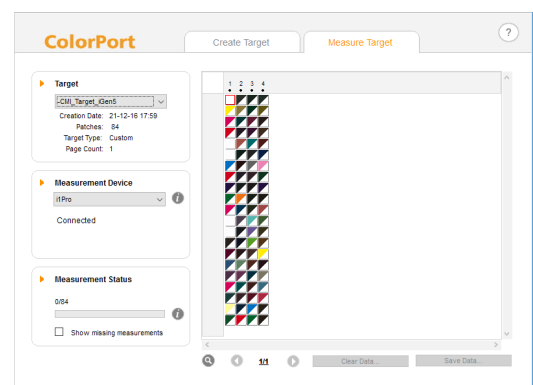 ColorPort
Create Target
Measure Target
?
Target
-CMI_Target_iGen5
Creation Date: 21-12-16 17:59
Patches: 84
Target Type: Custom
Page Count: 1
Measurement Device
i1Pro
i
Connected
Measurement Status
0/84
i
Show missing measurements
1 2 3 4
1/1
Clear Data...
Save Data...